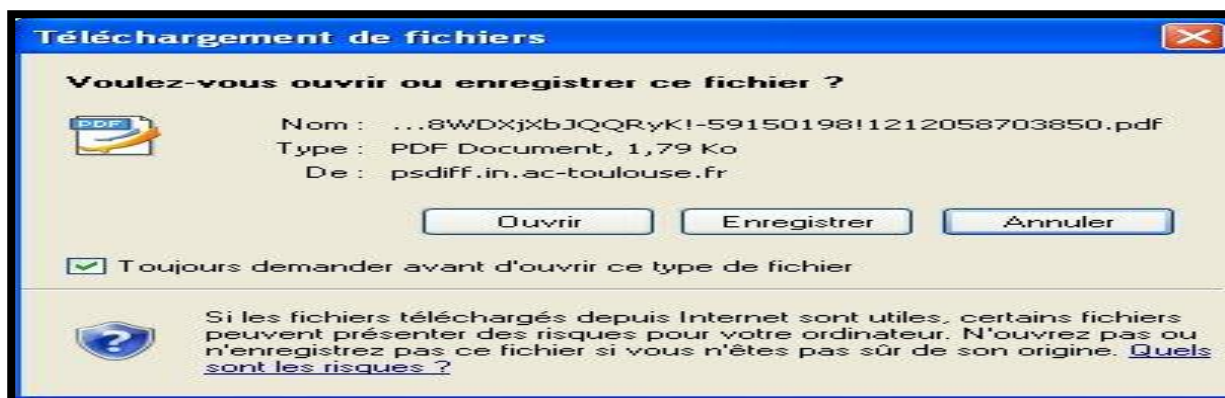 Téléchargement de fichiers
Voulez-vous ouvrir ou enregistrer ce fichier ?
PDF
Nom : ...8WDXjXbJQQRyK!-59150198!1212058703850.pdf
Type : PDF Document, 1,79 Ko
De : psdiff.in.ac-toulouse.fr
Ouvrir Enregistrer Annuler
Toujours demander avant d'ouvrir ce type de fichier
Si les fichiers téléchargés depuis Internet sont utiles, certains fichiers
peuvent présenter des risques pour votre ordinateur. N'ouvrez pas ou
n'enregistrez pas ce fichier si vous n'êtes pas sûr de son origine. Quels
sont les risques ?